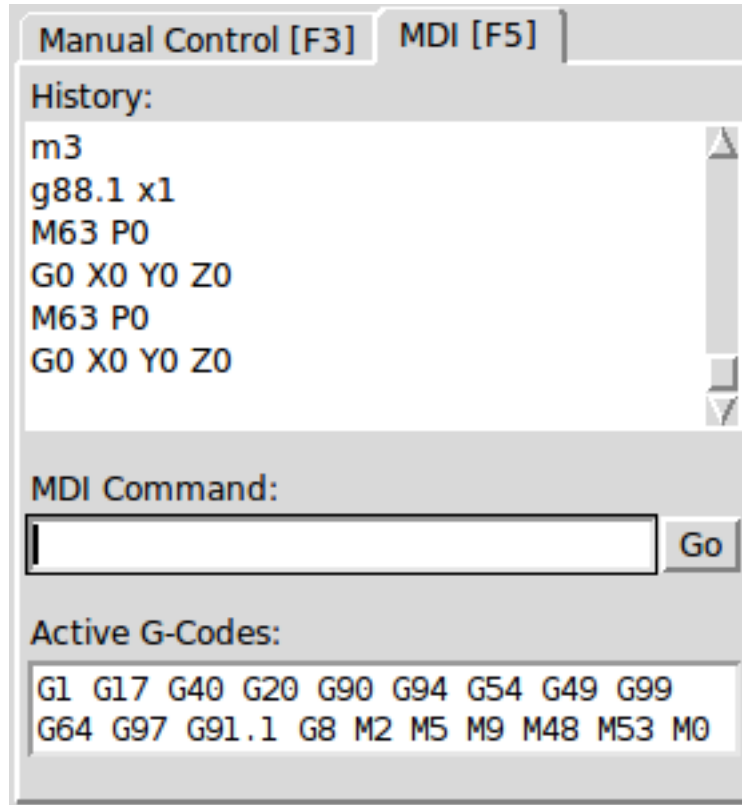 Manual Control [F3] MDI [F5]
History:
m3
g88.1 x1
M63 P0
G0 X0 Y0 Z0
M63 P0
G0 X0 Y0 Z0
MDI Command:
Go
Active G-Codes:
G1 G17 G40 G20 G90 G94 G54 G49 G99
G64 G97 G91.1 G8 M2 M5 M9 M48 M53 M0